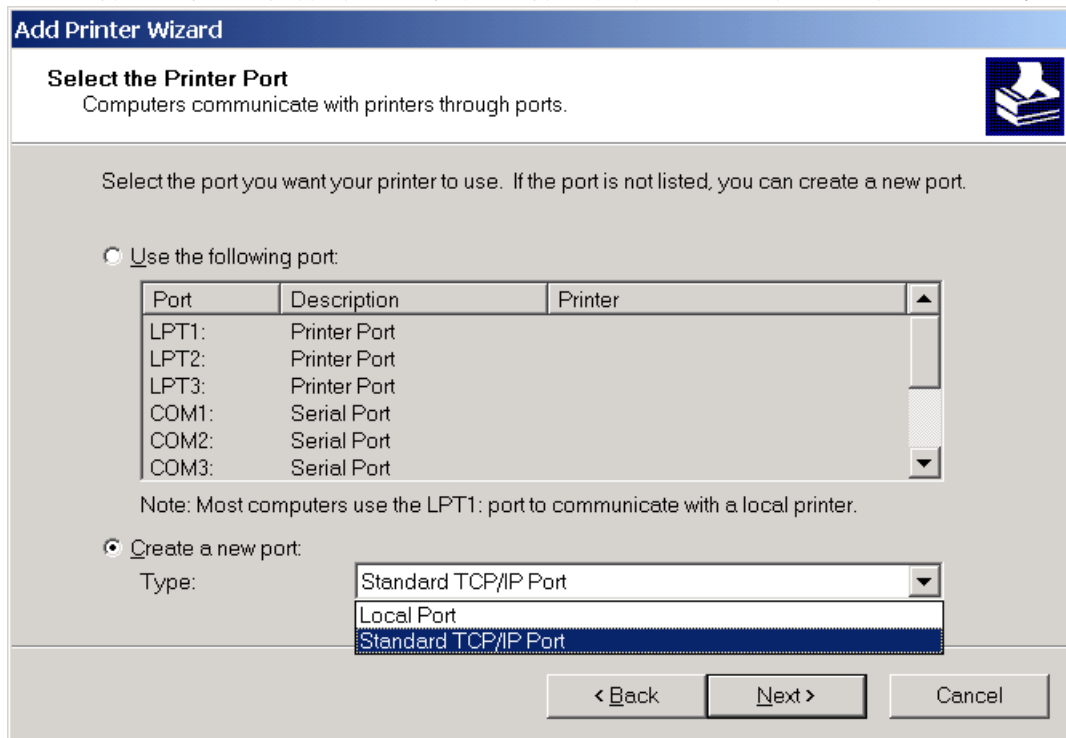 Add Printer Wizard
Select the Printer Port
Computers communicate with printers through ports.
Select the port you want your printer to use. If the port is not listed, you can create a new port.
Use the following port:
Port Description Printer
LPT1: Printer Port
LPT2: Printer Port
LPT3: Printer Port
COM1: Serial Port
COM2: Serial Port
COM3: Serial Port
Note: Most computers use the LPT1: port to communicate with a local printer.
Create a new port:
Type: Standard TCP/IP Port
Local Port
Standard TCP/IP Port
< Back Next > Cancel